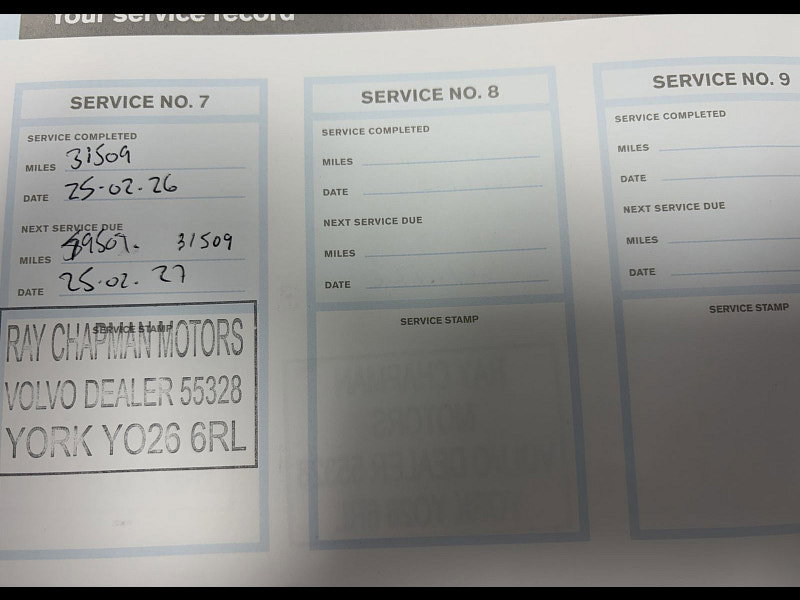 Your service record
SERVICE NO. 7
SERVICE COMPLETED
MILES 31509
DATE 25-02-26
NEXT SERVICE DUE
MILES 31509
DATE 25.02.27
SERVICE STAMP
RAY CHAPMAN MOTORS
VOLVO DEALER 55328
YORK YO26 6RL
SERVICE NO. 8
SERVICE COMPLETED
MILES
DATE
NEXT SERVICE DUE
MILES
DATE
SERVICE STAMP
SERVICE NO. 9
SERVICE COMPLETED
MILES
DATE
NEXT SERVICE DUE
MILES
DATE
SERVICE STAMP